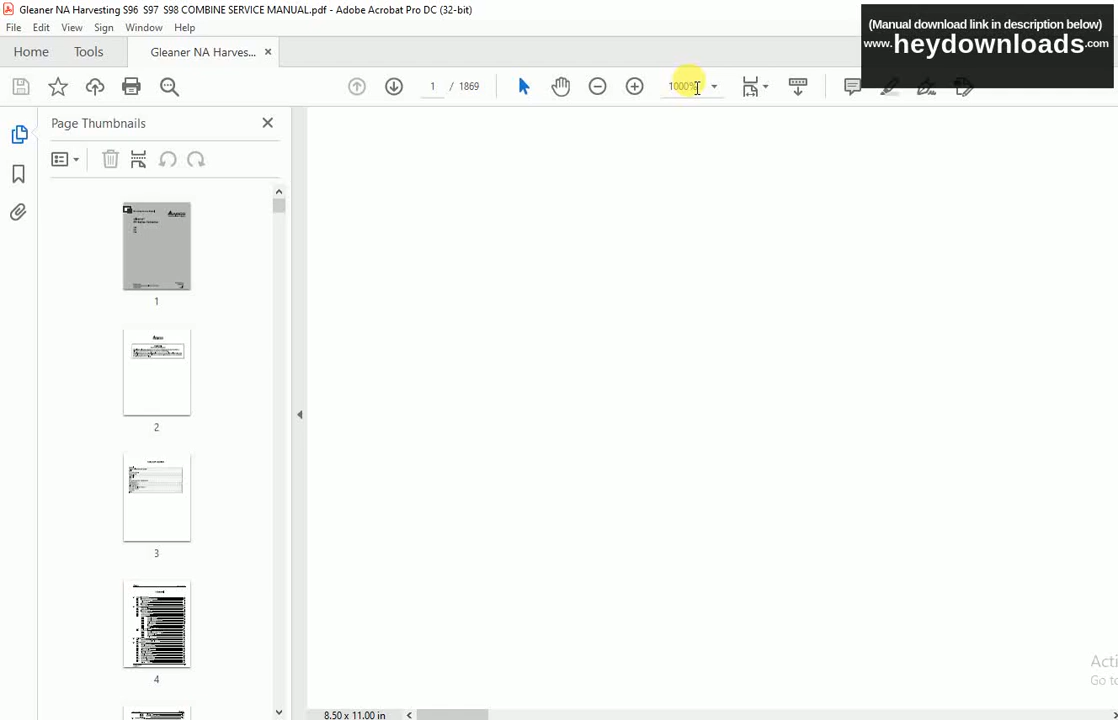 Gleaner NA Harvesting S96 S97 S98 COMBINE SERVICE MANUAL.pdf - Adobe Acrobat Pro DC (32-bit)
(Manual download link in description below)
www.heydownloads.com
File Edit View Sign Window Help
Home Tools Gleaner NA Harves... ×
1 / 1869 1000%
Page Thumbnails
1
2
3
4
Acti
Go to
8.50 x 11.00 in